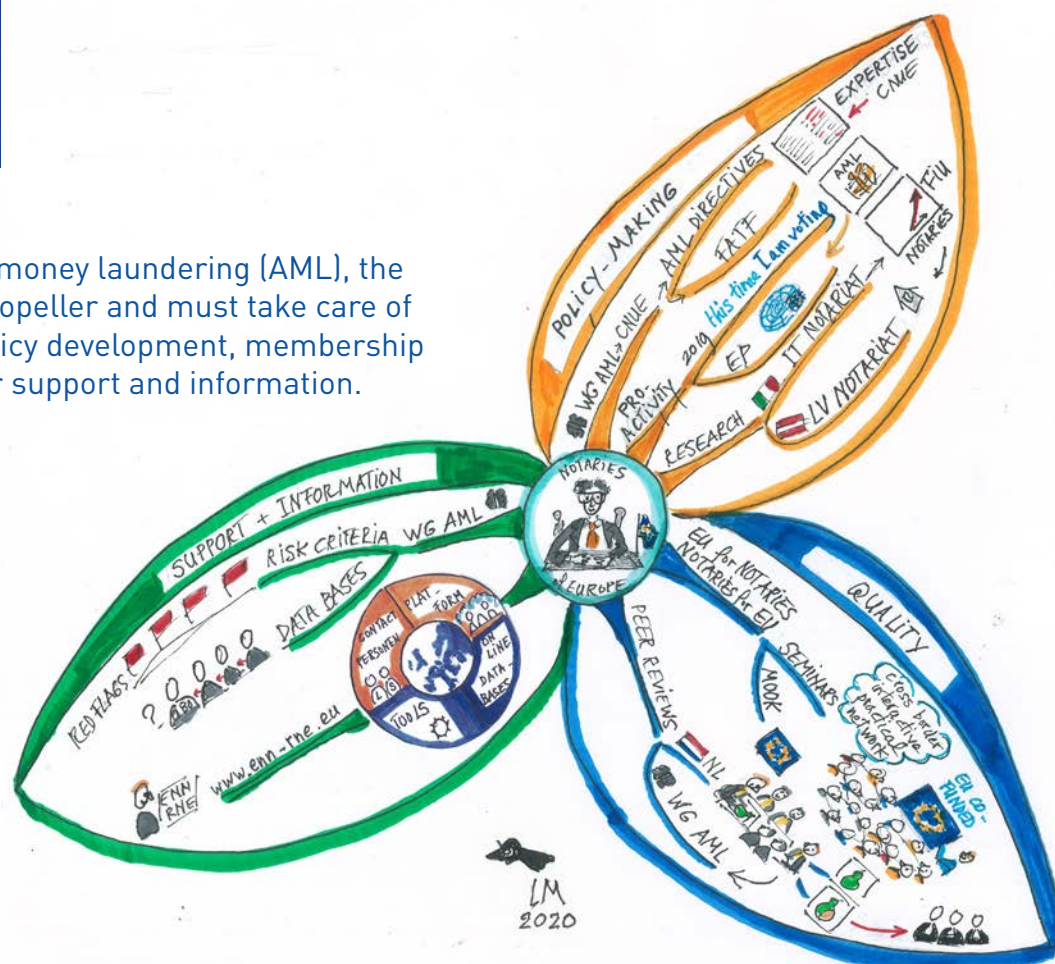 money laundering (AML), the
opeller and must take care of
icy development, membership
r support and information.
POLICY-MAKING
EXPERTISE
CNUE
AML
FIU
NOTARIES
WG AML → CNUE → AML DIRECTIVES
FATF
PRO-
ACTIVITY
2019 this time I am voting
EP
RESEARCH
IT NOTARIAT
LV NOTARIAT
NOTARIES
of EUROPE
SUPPORT + INFORMATION
RISK CRITERIA WG AML
RED FLAGS
DATA BASES
?
www.enn-rne.eu
ENN
RNE
CONTACT
PERSONEN
PLAT-
FORM
ON
LINE
DATA-
BASES
TOOLS
QUALITY
EU for NOTARIES
NOTARIES for EU
SEMINARS
MOOK
cross border
interactive
practical
network
EU CO-
FUNDED
PEER REVIEWS
NL
WG AML
LM
2020